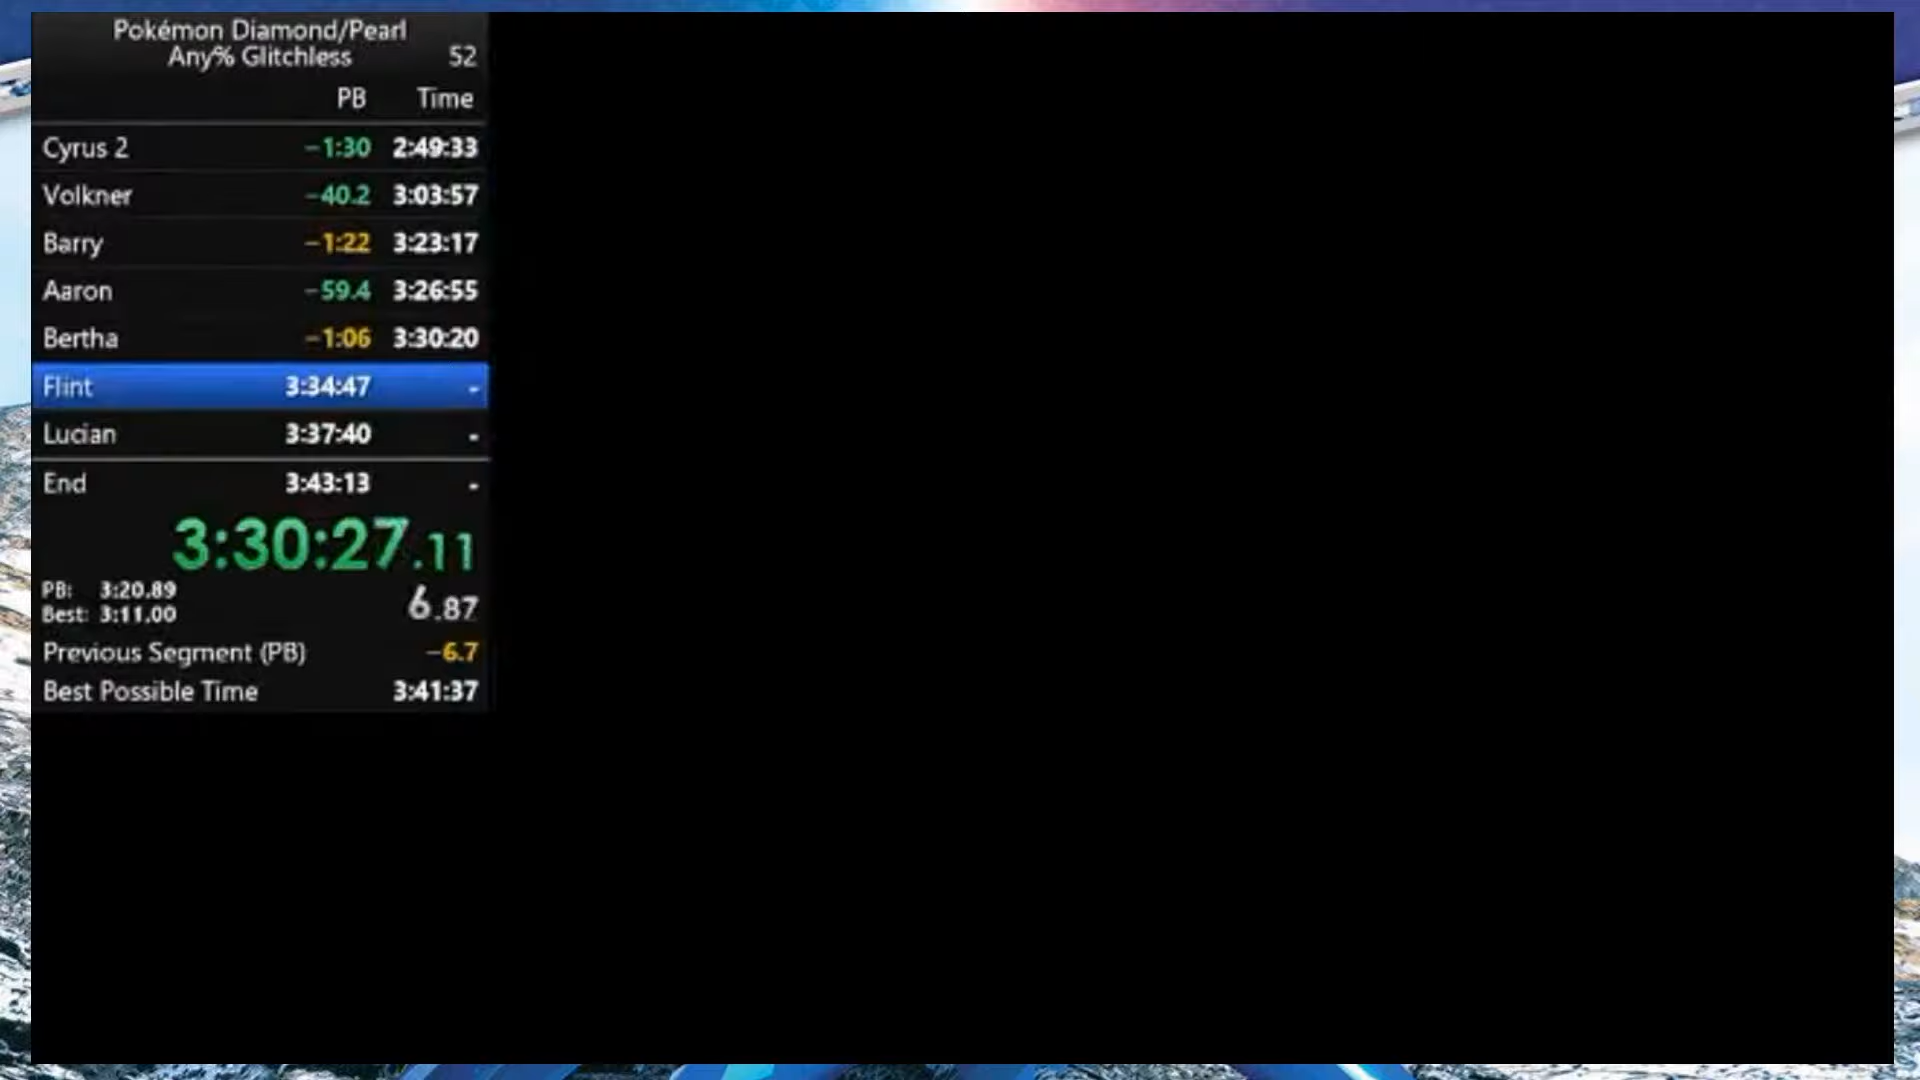 Pokémon Diamond/Pearl
Any% Glitchless 52
PB Time
Cyrus 2 −1:30 2:49:33
Volkner −40.2 3:03:57
Barry −1:22 3:23:17
Aaron −59.4 3:26:55
Bertha −1:06 3:30:20
Flint 3:34:47 -
Lucian 3:37:40 -
End 3:43:13 -
3:30:27.11
PB: 3:20.89
Best: 3:11.00
6.87
Previous Segment (PB) −6.7
Best Possible Time 3:41:37